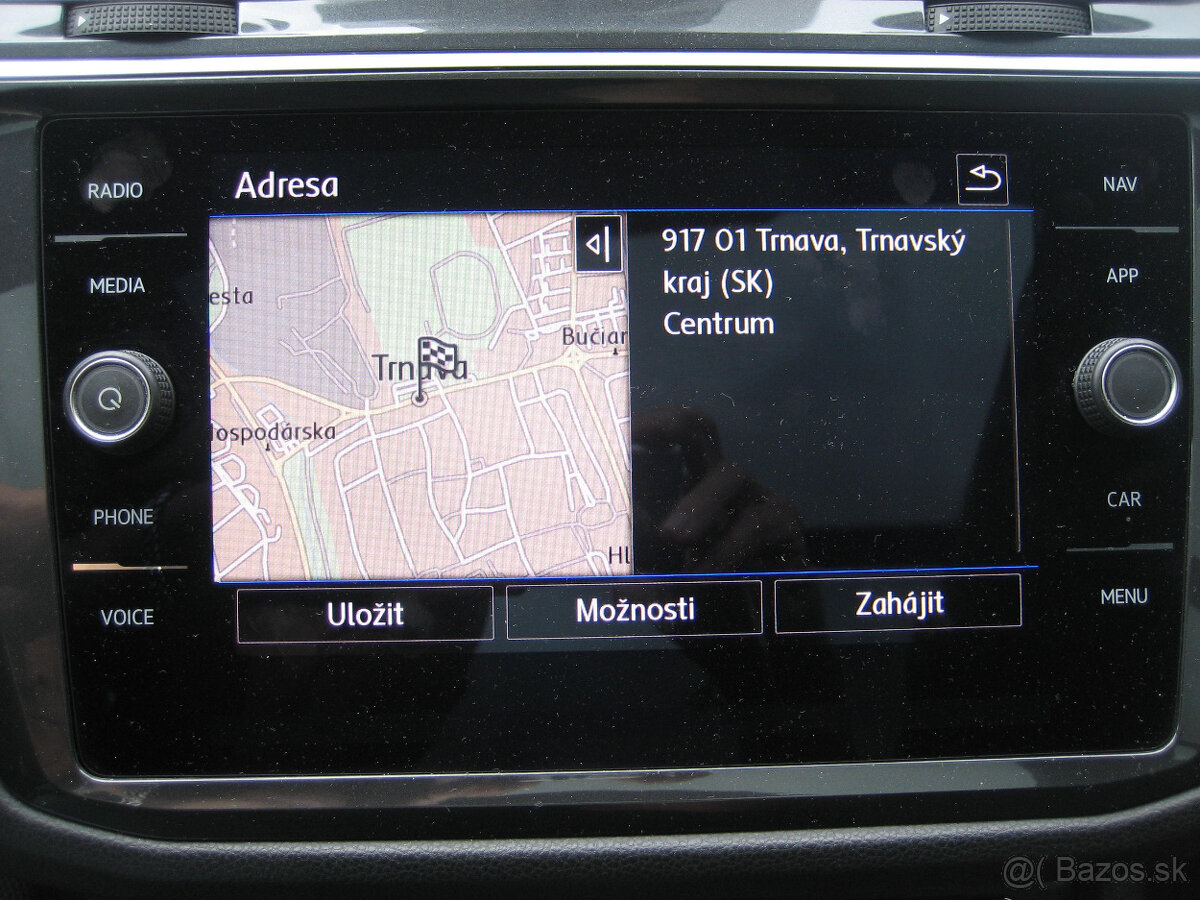 RADIO
MEDIA
PHONE
VOICE
Adresa
esta
Trnava
Bučiar
ospodárska
Hl
917 01 Trnava, Trnavský
kraj (SK)
Centrum
Uložit
Možnosti
Zahájit
NAV
APP
CAR
MENU
@( Bazos.sk